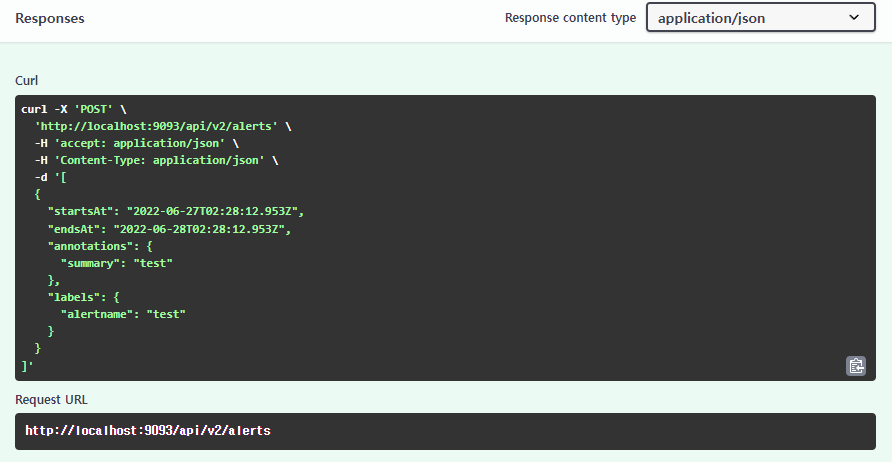 Responses
Response content type
application/json
Curl
curl -X 'POST' \
  'http://localhost:9093/api/v2/alerts' \
  -H 'accept: application/json' \
  -H 'Content-Type: application/json' \
  -d '[
  {
    "startsAt": "2022-06-27T02:28:12.953Z",
    "endsAt": "2022-06-28T02:28:12.953Z",
    "annotations": {
      "summary": "test"
    },
    "labels": {
      "alertname": "test"
    }
  }
]'
Request URL
http://localhost:9093/api/v2/alerts